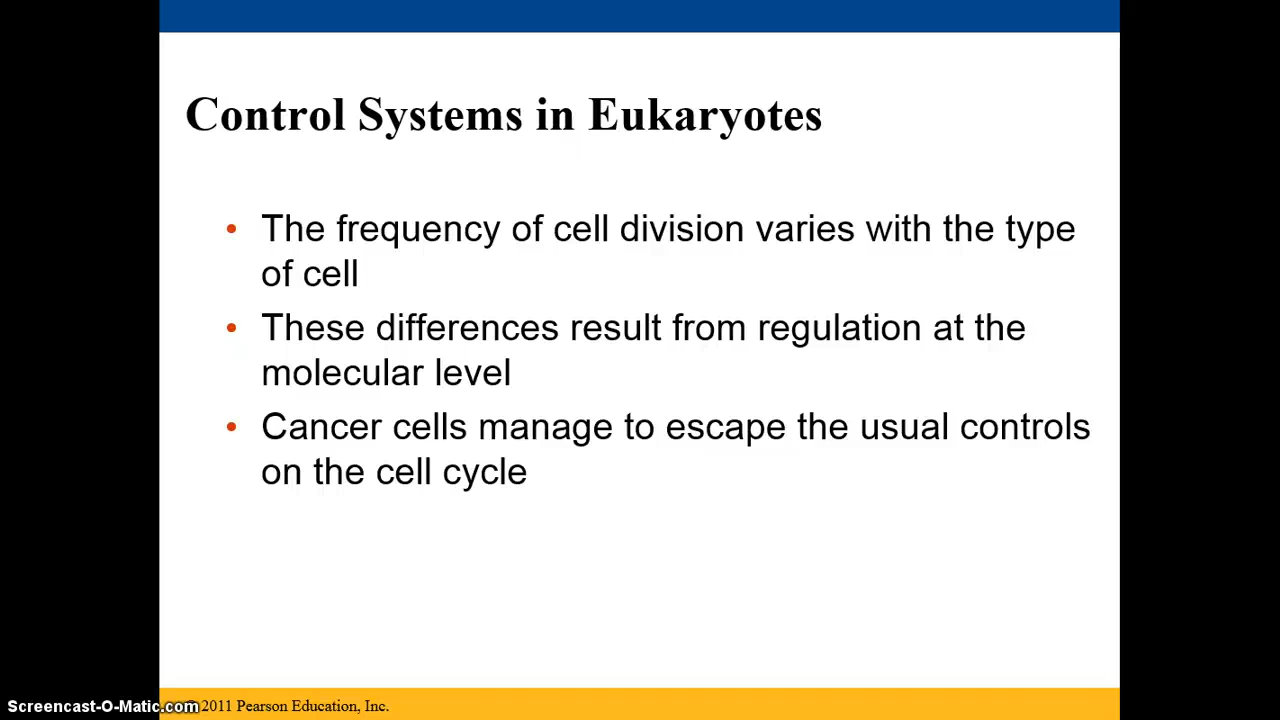 Control Systems in Eukaryotes
• The frequency of cell division varies with the type
of cell
• These differences result from regulation at the
molecular level
• Cancer cells manage to escape the usual controls
on the cell cycle
Screencast-O-Matic.com
© 2011 Pearson Education, Inc.